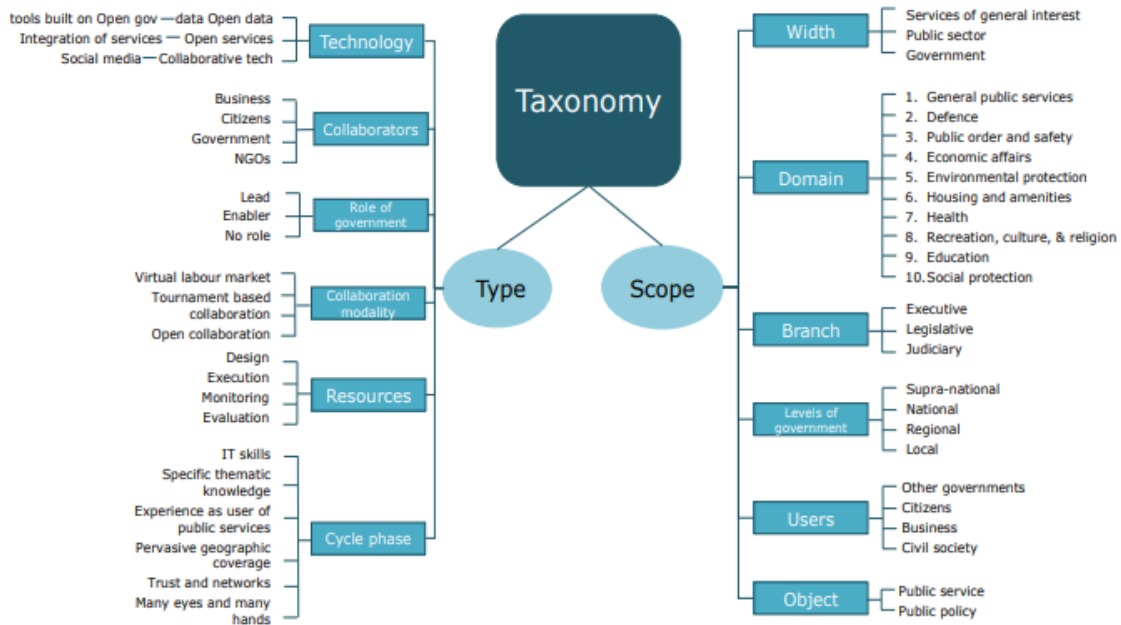 Taxonomy
Type
Scope
Technology
tools built on Open gov data Open data
Integration of services Open services
Social media Collaborative tech
Collaborators
Business
Citizens
Government
NGOs
Role of
government
Lead
Enabler
No role
Collaboration
modality
Virtual labour market
Tournament based
collaboration
Open collaboration
Resources
Design
Execution
Monitoring
Evaluation
Cycle phase
IT skills
Specific thematic
knowledge
Experience as user of
public services
Pervasive geographic
coverage
Trust and networks
Many eyes and many
hands
Width
Services of general interest
Public sector
Government
Domain
1. General public services
2. Defence
3. Public order and safety
4. Economic affairs
5. Environmental protection
6. Housing and amenities
7. Health
8. Recreation, culture, & religion
9. Education
10.Social protection
Branch
Executive
Legislative
Judiciary
Levels of
government
Supra-national
National
Regional
Local
Users
Other governments
Citizens
Business
Civil society
Object
Public service
Public policy